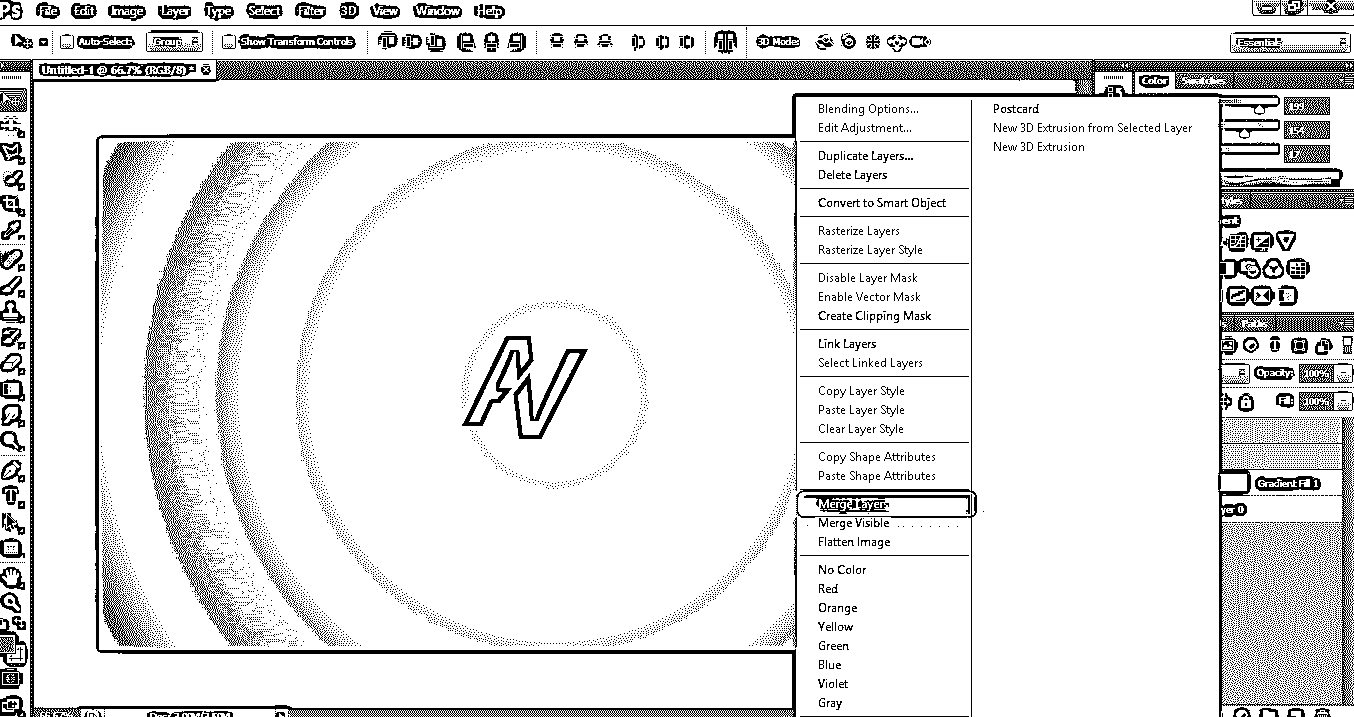 Ps File Edit Image Layer Type Select Filter 3D View Window Help
Auto-Select: Group Show Transform Controls 3D Mode: Essentials
Untitled-1 @ 66.7% (RGB/8) *
Color Swatches
Blending Options...
Edit Adjustment...
Duplicate Layers...
Delete Layers
Convert to Smart Object
Rasterize Layers
Rasterize Layer Style
Disable Layer Mask
Enable Vector Mask
Create Clipping Mask
Link Layers
Select Linked Layers
Copy Layer Style
Paste Layer Style
Clear Layer Style
Copy Shape Attributes
Paste Shape Attributes
Merge Layers
Merge Visible
Flatten Image
No Color
Red
Orange
Yellow
Green
Blue
Violet
Gray
Postcard
New 3D Extrusion from Selected Layer
New 3D Extrusion
Paths
Opacity: 100%
Fill: 100%
Gradient Fill 1
yer 0